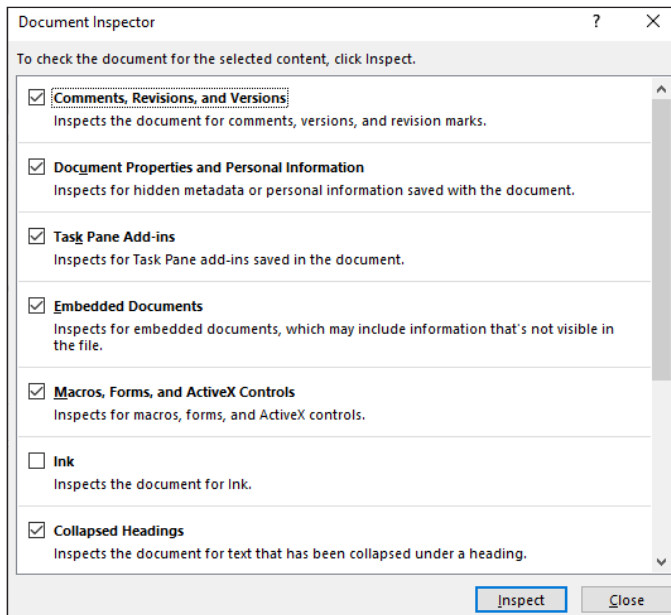 Document Inspector ? ×
To check the document for the selected content, click Inspect.
Comments, Revisions, and Versions
Inspects the document for comments, versions, and revision marks.
Document Properties and Personal Information
Inspects for hidden metadata or personal information saved with the document.
Task Pane Add-ins
Inspects for Task Pane add-ins saved in the document.
Embedded Documents
Inspects for embedded documents, which may include information that's not visible in
the file.
Macros, Forms, and ActiveX Controls
Inspects for macros, forms, and ActiveX controls.
Ink
Inspects the document for Ink.
Collapsed Headings
Inspects the document for text that has been collapsed under a heading.
Inspect Close